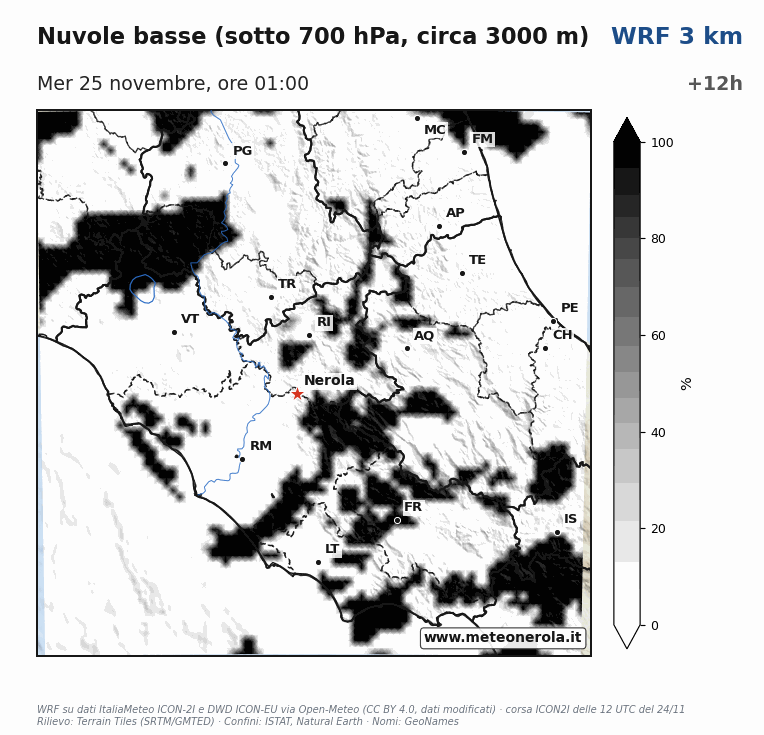 Nuvole basse (sotto 700 hPa, circa 3000 m) WRF 3 km
Mer 25 novembre, ore 01:00 +12h
MC
FM
PG
AP
TE
TR
PE
VT
RI
AQ
CH
Nerola
RM
FR
IS
LT
www.meteonerola.it
100
80
60
40
20
0
%
WRF su dati ItaliaMeteo ICON-2I e DWD ICON-EU via Open-Meteo (CC BY 4.0, dati modificati) · corsa ICON2I delle 12 UTC del 24/11
Rilievo: Terrain Tiles (SRTM/GMTED) · Confini: ISTAT, Natural Earth · Nomi: GeoNames